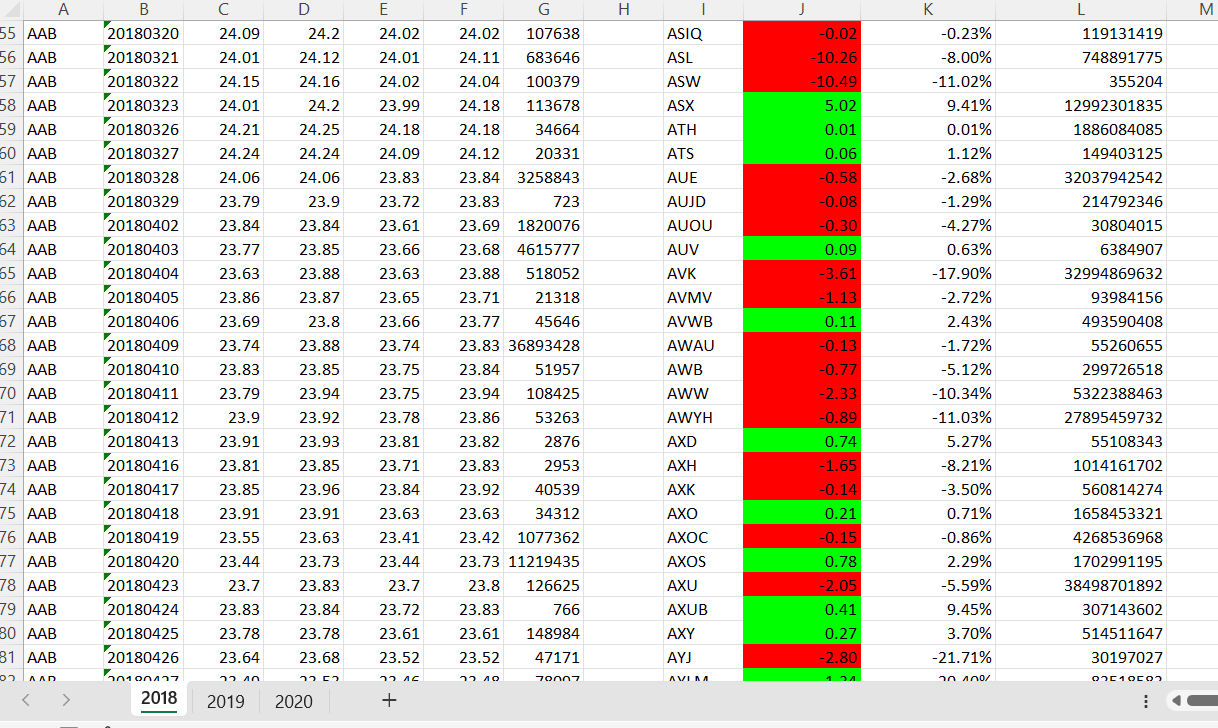 A B C D E F G H I J K L M
55 AAB 20180320 24.09 24.2 24.02 24.02 107638 ASIQ -0.02 -0.23% 119131419
56 AAB 20180321 24.01 24.12 24.01 24.11 683646 ASL -10.26 -8.00% 748891775
57 AAB 20180322 24.15 24.16 24.02 24.04 100379 ASW -10.49 -11.02% 355204
58 AAB 20180323 24.01 24.2 23.99 24.18 113678 ASX 5.02 9.41% 12992301835
59 AAB 20180326 24.21 24.25 24.18 24.18 34664 ATH 0.01 0.01% 1886084085
60 AAB 20180327 24.24 24.24 24.09 24.12 20331 ATS 0.06 1.12% 149403125
61 AAB 20180328 24.06 24.06 23.83 23.84 3258843 AUE -0.58 -2.68% 32037942542
62 AAB 20180329 23.79 23.9 23.72 23.83 723 AUJD -0.08 -1.29% 214792346
63 AAB 20180402 23.84 23.84 23.61 23.69 1820076 AUOU -0.30 -4.27% 30804015
64 AAB 20180403 23.77 23.85 23.66 23.68 4615777 AUV 0.09 0.63% 6384907
65 AAB 20180404 23.63 23.88 23.63 23.88 518052 AVK -3.61 -17.90% 32994869632
66 AAB 20180405 23.86 23.87 23.65 23.71 21318 AVMV -1.13 -2.72% 93984156
67 AAB 20180406 23.69 23.8 23.66 23.77 45646 AVWB 0.11 2.43% 493590408
68 AAB 20180409 23.74 23.88 23.74 23.83 36893428 AWAU -0.13 -1.72% 55260655
69 AAB 20180410 23.83 23.85 23.75 23.84 51957 AWB -0.77 -5.12% 299726518
70 AAB 20180411 23.79 23.94 23.75 23.94 108425 AWW -2.33 -10.34% 5322388463
71 AAB 20180412 23.9 23.92 23.78 23.86 53263 AWYH -0.89 -11.03% 27895459732
72 AAB 20180413 23.91 23.93 23.81 23.82 2876 AXD 0.74 5.27% 55108343
73 AAB 20180416 23.81 23.85 23.71 23.83 2953 AXH -1.65 -8.21% 1014161702
74 AAB 20180417 23.85 23.96 23.84 23.92 40539 AXK -0.14 -3.50% 560814274
75 AAB 20180418 23.91 23.91 23.63 23.63 34312 AXO 0.21 0.71% 1658453321
76 AAB 20180419 23.55 23.63 23.41 23.42 1077362 AXOC -0.15 -0.86% 4268536968
77 AAB 20180420 23.44 23.73 23.44 23.73 11219435 AXOS 0.78 2.29% 1702991195
78 AAB 20180423 23.7 23.83 23.7 23.8 126625 AXU -2.05 -5.59% 38498701892
79 AAB 20180424 23.83 23.84 23.72 23.83 766 AXUB 0.41 9.45% 307143602
80 AAB 20180425 23.78 23.78 23.61 23.61 148984 AXY 0.27 3.70% 514511647
81 AAB 20180426 23.64 23.68 23.52 23.52 47171 AYJ -2.80 -21.71% 30197027
2018 2019 2020